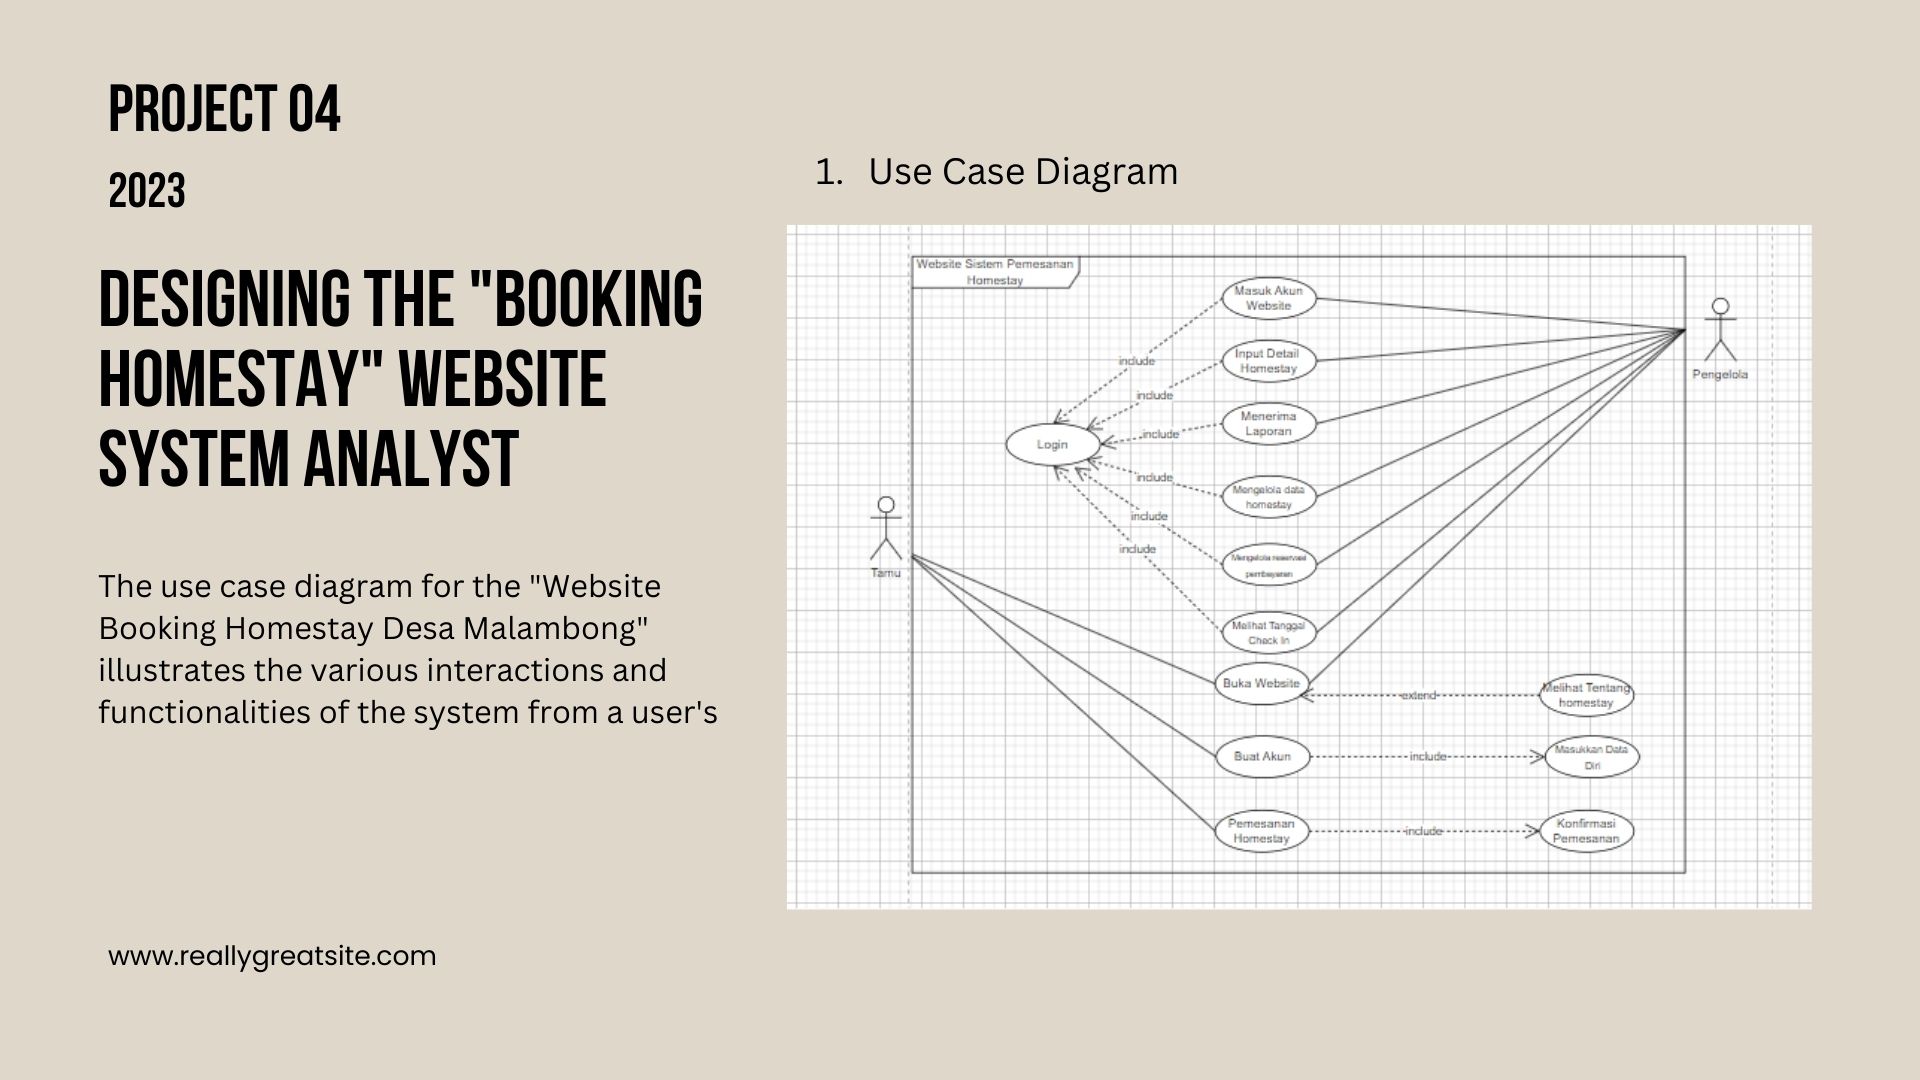 PROJECT 04
2023
DESIGNING THE "BOOKING
HOMESTAY" WEBSITE
SYSTEM ANALYST
The use case diagram for the "Website
Booking Homestay Desa Malambong"
illustrates the various interactions and
functionalities of the system from a user's
www.reallygreatsite.com
1. Use Case Diagram
Website Sistem Pemesanan
Homestay
Masuk Akun
Website
Input Detail
Homestay
Menerima
Laporan
Mengelola data
homestay
Mengelola reservasi
pembayaran
Melihat Tanggal
Check In
Buka Website
Buat Akun
Pemesanan
Homestay
Login
include
include
include
include
include
include
Tamu
Pengelola
extend
Melihat Tentang
homestay
include
Masukkan Data
Diri
include
Konfirmasi
Pemesanan